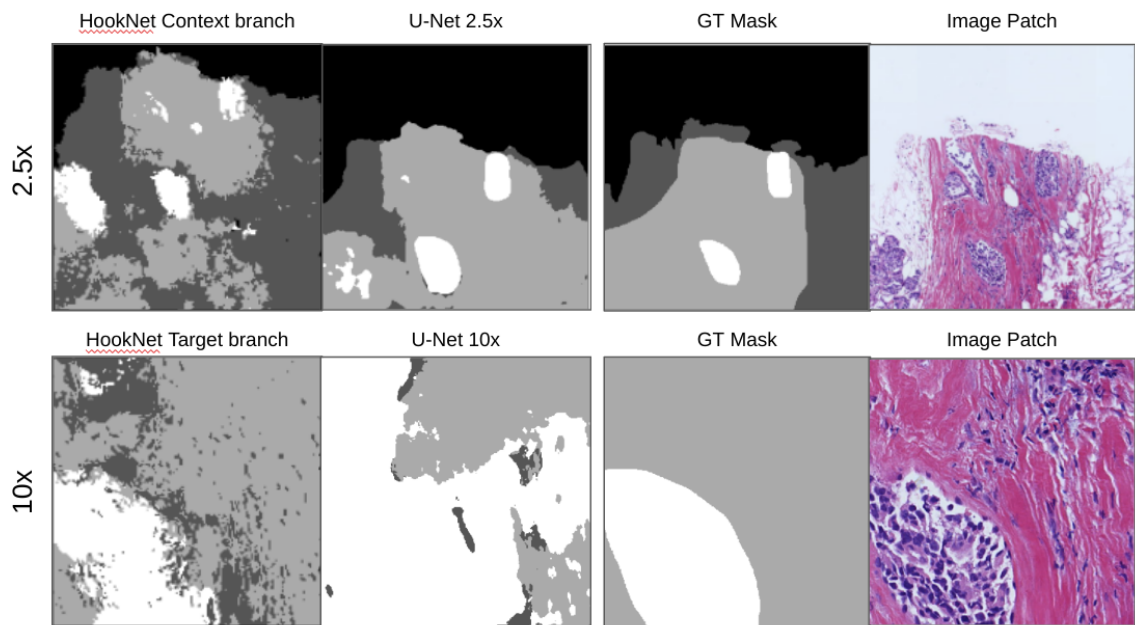 HookNet Context branch
U-Net 2.5x
GT Mask
Image Patch
2.5x
HookNet Target branch
U-Net 10x
GT Mask
Image Patch
10x